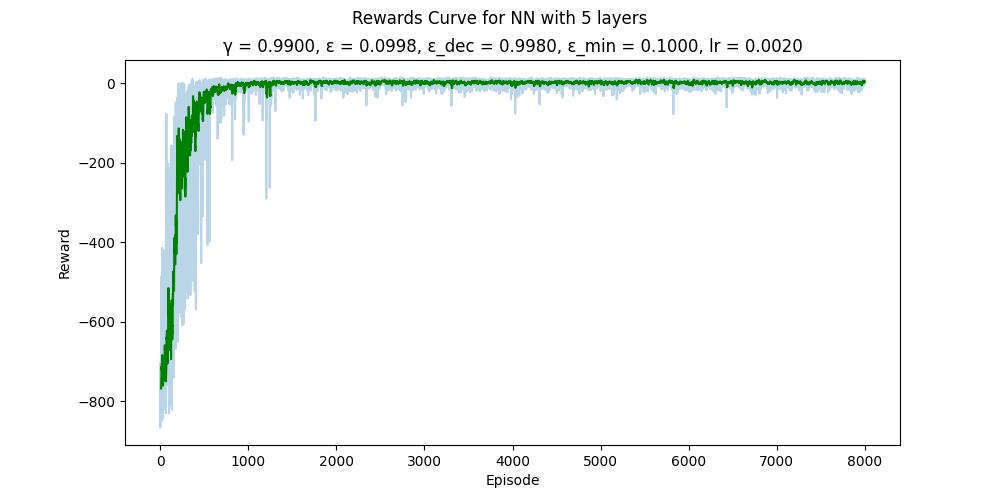 Rewards Curve for NN with 5 layers
γ = 0.9900, ε = 0.0998, ε_dec = 0.9980, ε_min = 0.1000, lr = 0.0020
0
−200
−400
−600
−800
Reward
0 1000 2000 3000 4000 5000 6000 7000 8000
Episode